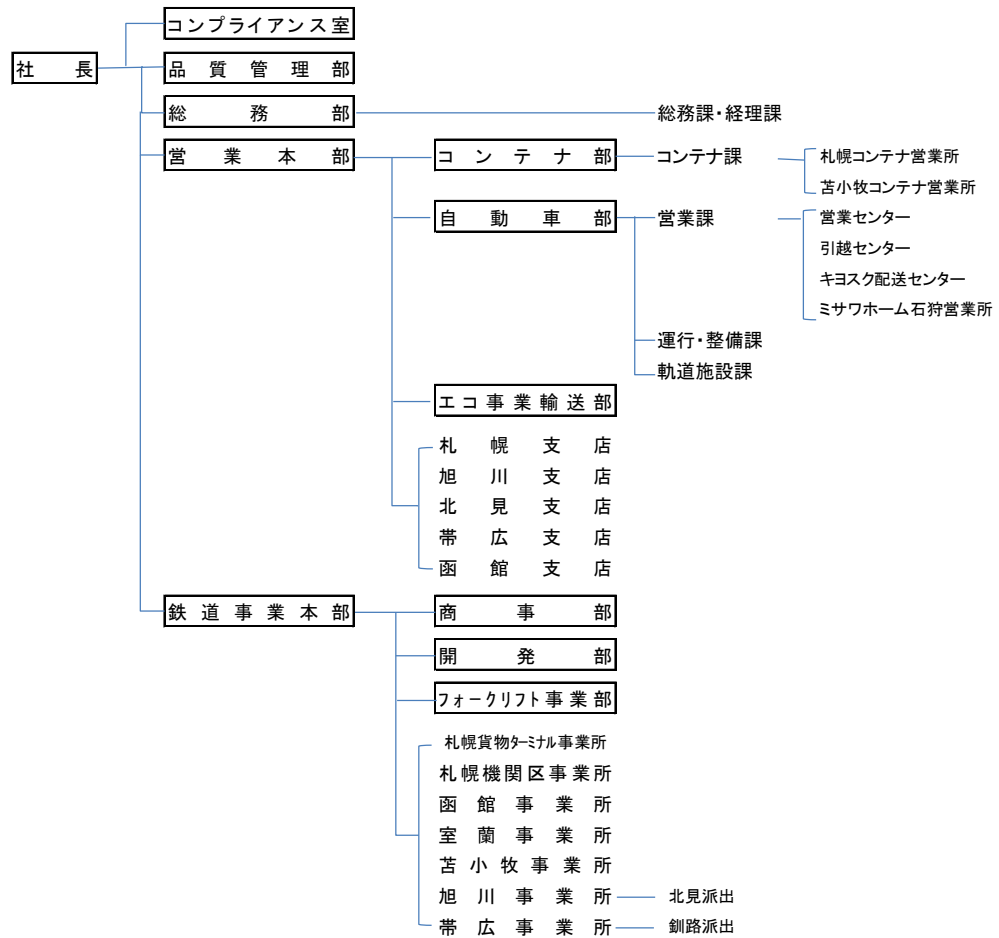 コンプライアンス室
社長
品質管理部
総務部
総務課・経理課
営業本部
コンテナ部
コンテナ課
札幌コンテナ営業所
苫小牧コンテナ営業所
自動車部
営業課
営業センター
引越センター
キヨスク配送センター
ミサワホーム石狩営業所
運行・整備課
軌道施設課
エコ事業輸送部
札幌支店
旭川支店
北見支店
帯広支店
函館支店
鉄道事業本部
商事部
開発部
フォークリフト事業部
札幌貨物ターミナル事業所
札幌機関区事業所
函館事業所
室蘭事業所
苫小牧事業所
旭川事業所
北見派出
帯広事業所
釧路派出